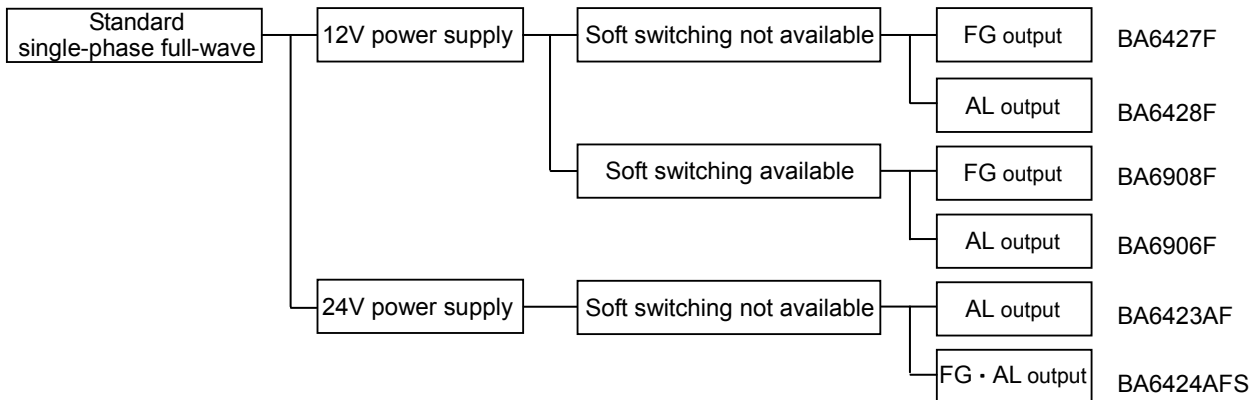 Standard
single-phase full-wave
12V power supply
Soft switching not available
FG output
BA6427F
AL output
BA6428F
Soft switching available
FG output
BA6908F
AL output
BA6906F
24V power supply
Soft switching not available
AL output
BA6423AF
FG・AL output
BA6424AFS